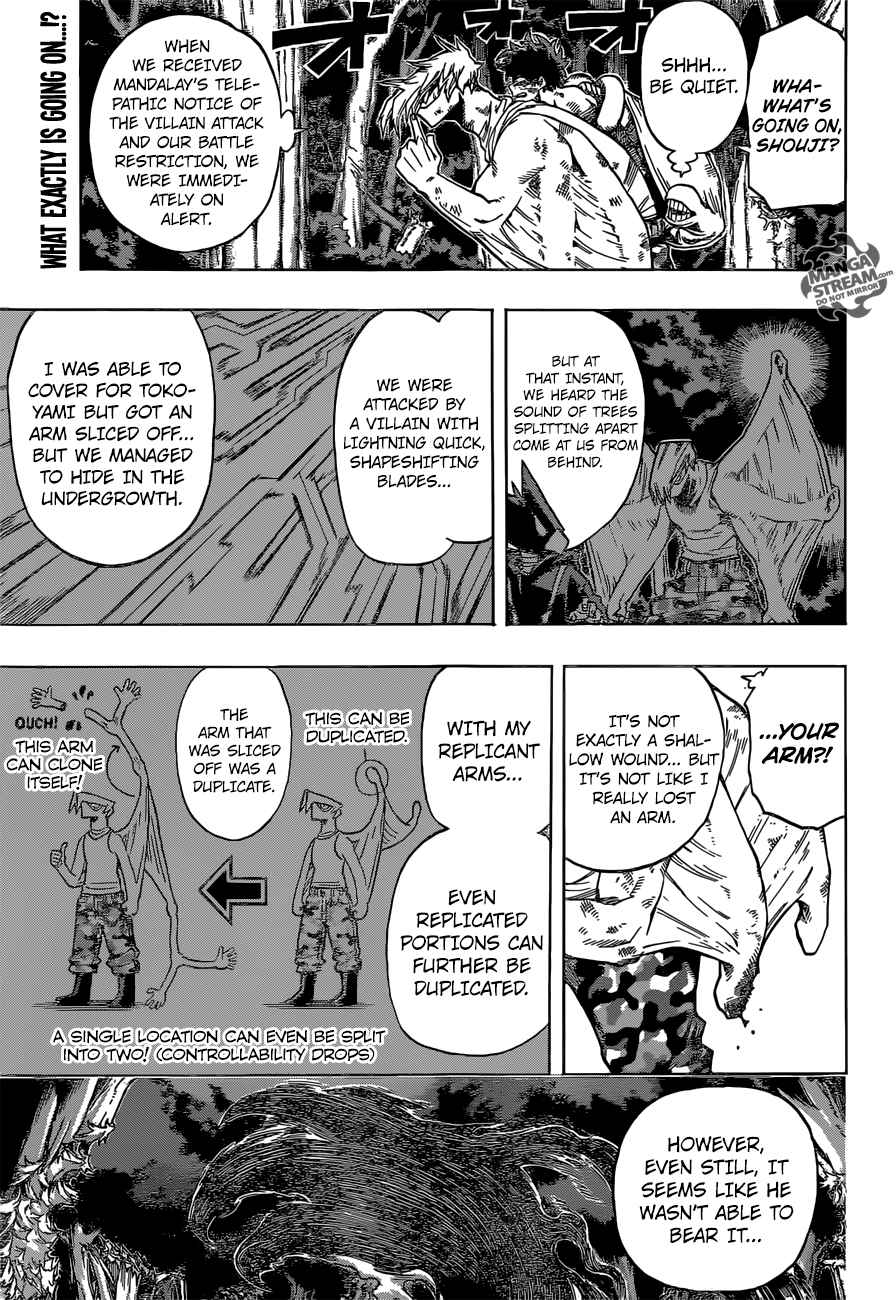 WHAT EXACTLY IS GOING ON....!?
WHA-
WHAT'S
GOING ON,
SHOUJI?
SHHH...
BE QUIET.
オオオ
WHEN
WE RECEIVED
MANDALAY'S TELE-
PATHIC NOTICE OF
THE VILLAIN ATTACK
AND OUR BATTLE
RESTRICTION, WE
WERE IMMEDI-
ATELY ON
ALERT.
MANGA
STREAM.com
DO NOT MIRROR
BUT AT
THAT INSTANT,
WE HEARD THE
SOUND OF TREES
SPLITTING APART
COME AT US FROM
BEHIND.
WE WERE
ATTACKED BY
A VILLAIN WITH
LIGHTNING QUICK,
SHAPESHIFTING
BLADES...
I WAS ABLE TO
COVER FOR TOKO-
YAMI BUT GOT AN
ARM SLICED OFF...
BUT WE MANAGED
TO HIDE IN THE
UNDERGROWTH.
...YOUR
ARM?!
IT'S NOT
EXACTLY A SHAL-
LOW WOUND... BUT
IT'S NOT LIKE I
REALLY LOST
AN ARM.
WITH MY
REPLICANT
ARMS...
EVEN
REPLICATED
PORTIONS CAN
FURTHER BE
DUPLICATED.
THIS CAN BE
DUPLICATED.
THE
ARM THAT
WAS SLICED
OFF WAS A
DUPLICATE.
OUCH!
THIS ARM
CAN CLONE
ITSELF!
A SINGLE LOCATION CAN EVEN BE SPLIT
INTO TWO! (CONTROLLABILITY DROPS)
HOWEVER,
EVEN STILL, IT
SEEMS LIKE HE
WASN'T ABLE TO
BEAR IT...